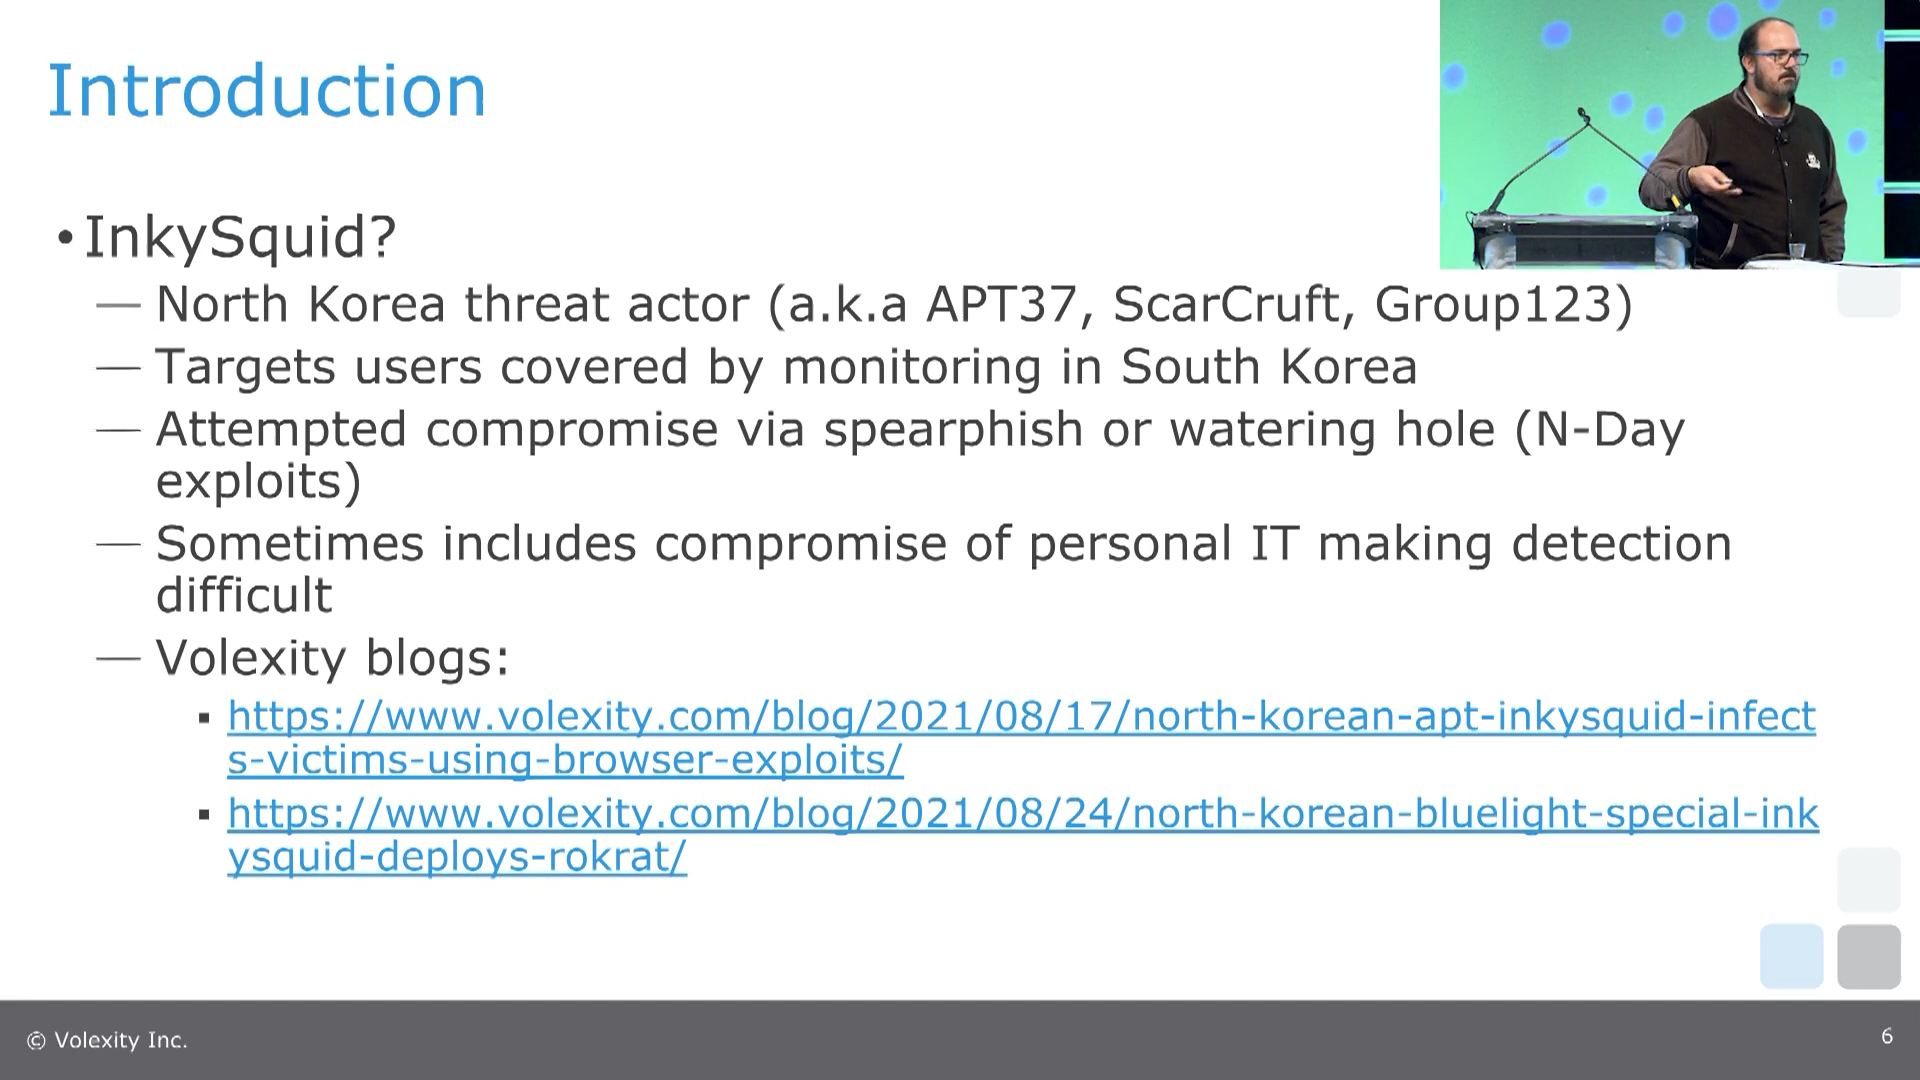 Introduction
• InkySquid?
— North Korea threat actor (a.k.a APT37, ScarCruft, Group123)
— Targets users covered by monitoring in South Korea
— Attempted compromise via spearphish or watering hole (N-Day
exploits)
— Sometimes includes compromise of personal IT making detection
difficult
— Volexity blogs:
▪ https://www.volexity.com/blog/2021/08/17/north-korean-apt-inkysquid-infect
s-victims-using-browser-exploits/
▪ https://www.volexity.com/blog/2021/08/24/north-korean-bluelight-special-ink
ysquid-deploys-rokrat/
© Volexity Inc.
6